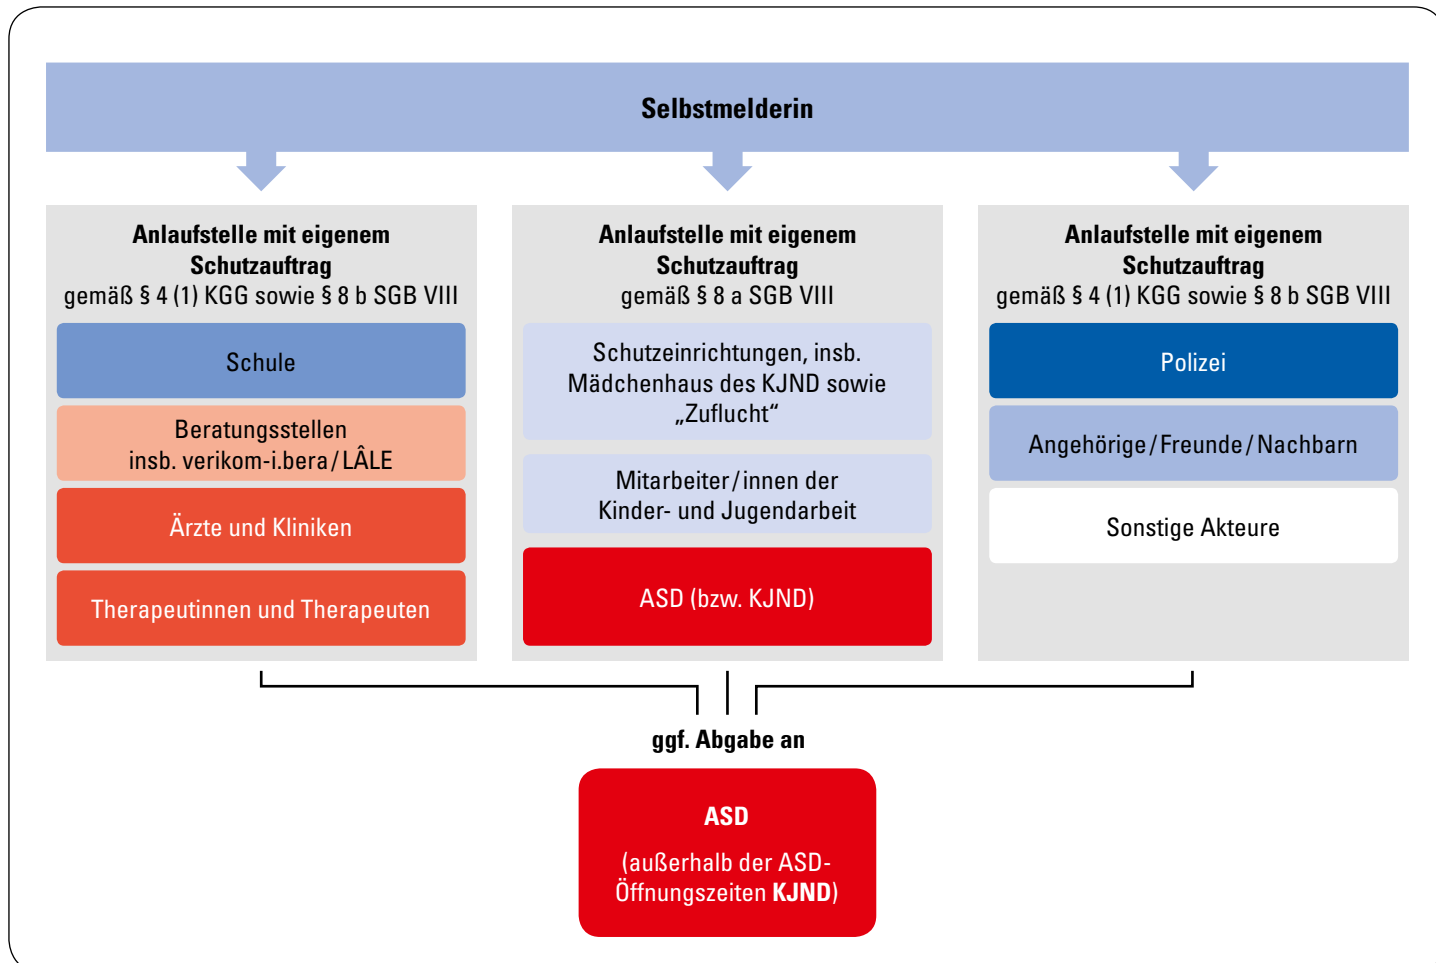 Selbstmelderin
Anlaufstelle mit eigenem
Schutzauftrag
gemäß § 4 (1) KGG sowie § 8 b SGB VIII
Schule
Beratungsstellen
insb. verikom-i.bera/LÂLE
Ärzte und Kliniken
Therapeutinnen und Therapeuten
Anlaufstelle mit eigenem
Schutzauftrag
gemäß § 8 a SGB VIII
Schutzeinrichtungen, insb.
Mädchenhaus des KJND sowie
„Zuflucht“
Mitarbeiter/innen der
Kinder- und Jugendarbeit
ASD (bzw. KJND)
Anlaufstelle mit eigenem
Schutzauftrag
gemäß § 4 (1) KGG sowie § 8 b SGB VIII
Polizei
Angehörige/Freunde/Nachbarn
Sonstige Akteure
ggf. Abgabe an
ASD
(außerhalb der ASD-
Öffnungszeiten KJND)